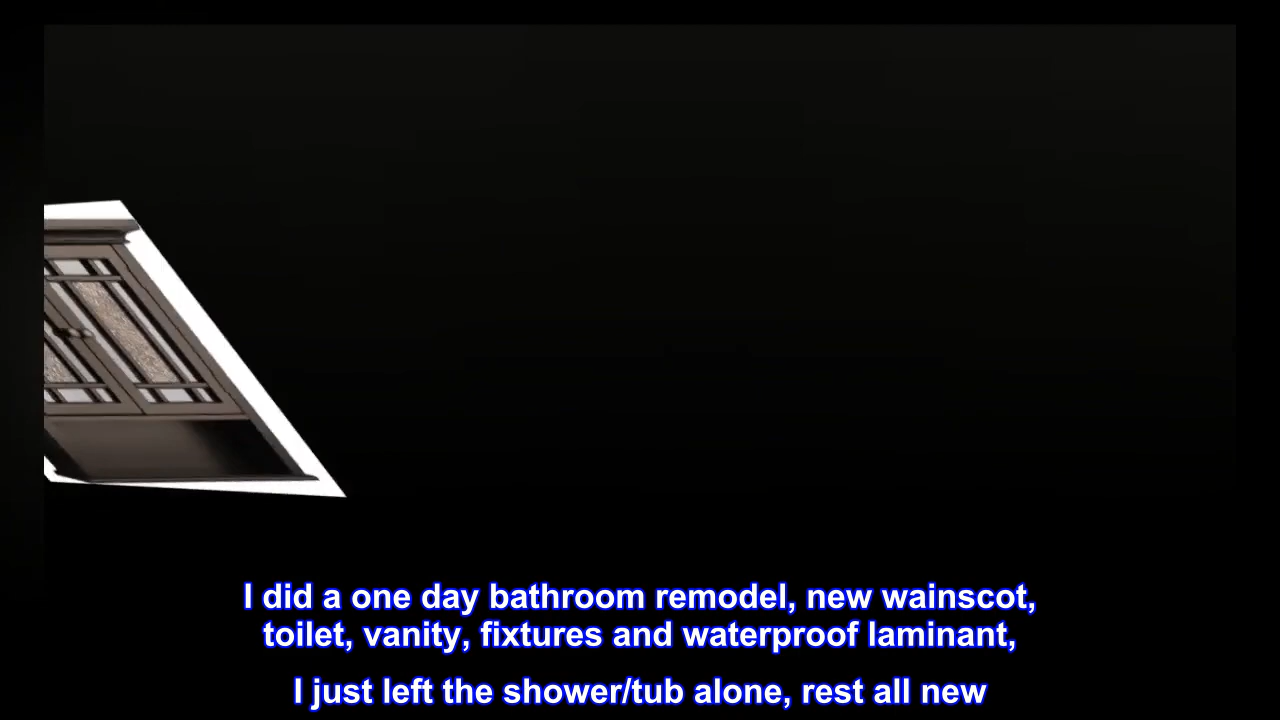 I did a one day bathroom remodel, new wainscot,
toilet, vanity, fixtures and waterproof laminant,
I just left the shower/tub alone, rest all new